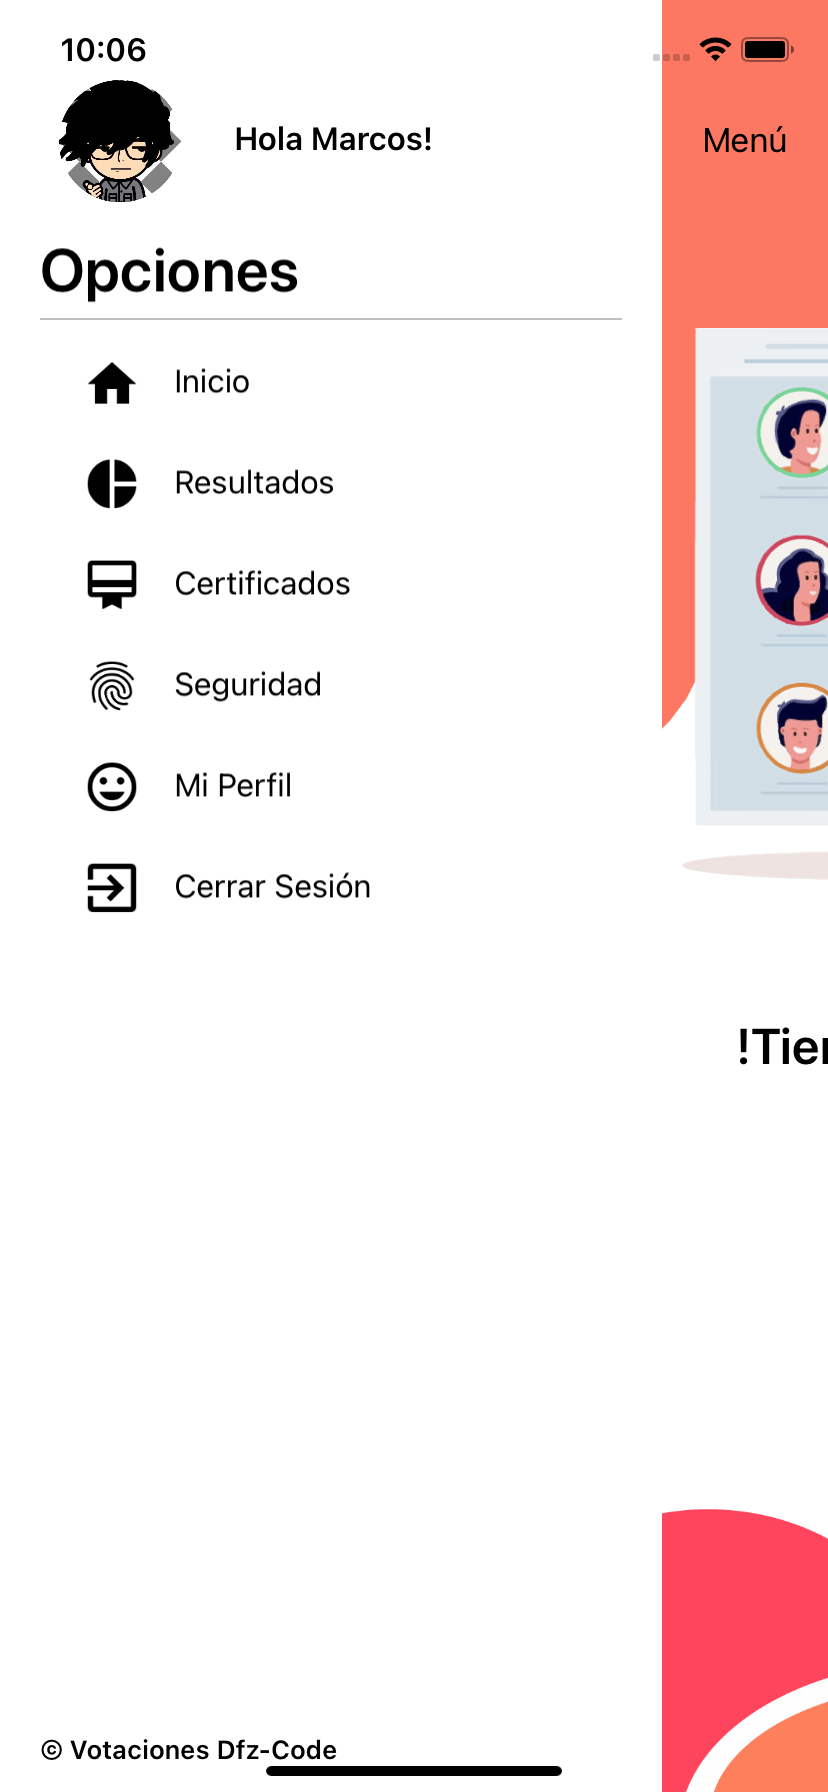 10:06
Hola Marcos!
Menú
Opciones
Inicio
Resultados
Certificados
Seguridad
Mi Perfil
Cerrar Sesión
!Tier
© Votaciones Dfz-Code